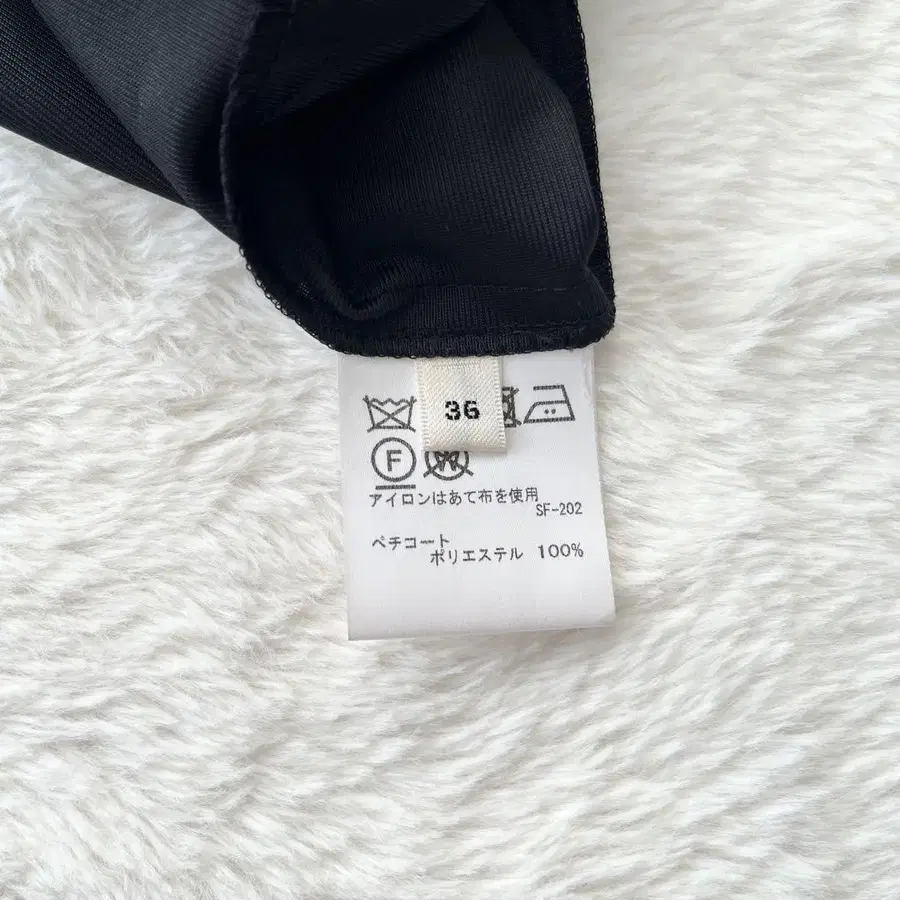 36
F
W
アイロンはあて布を使用
SF-202
ペチコート
ポリエステル 100%